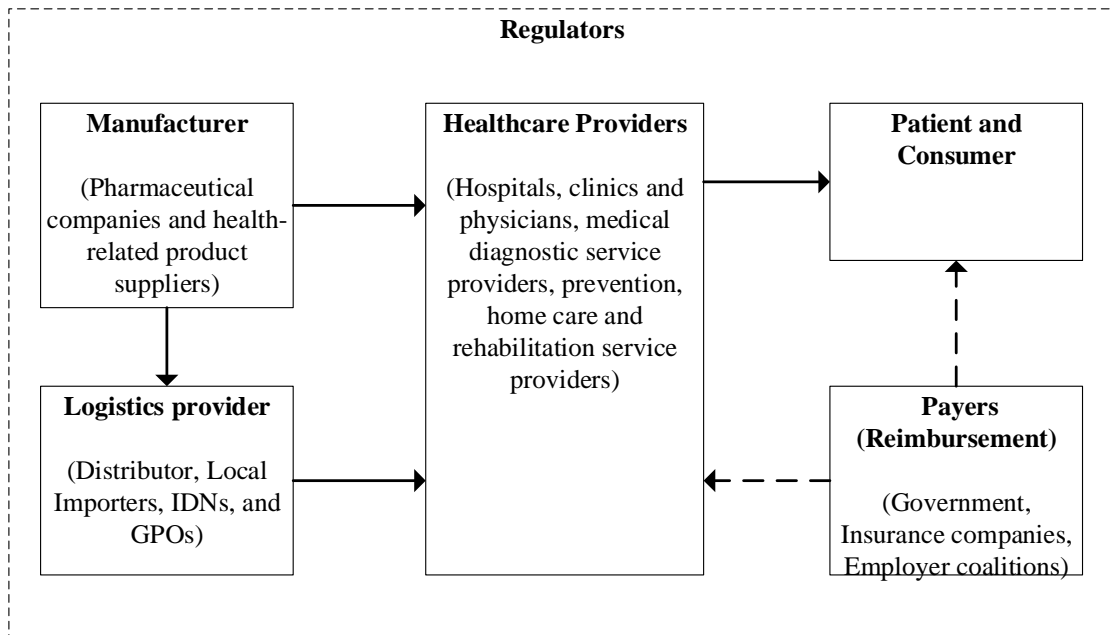 Regulators
Manufacturer
(Pharmaceutical
companies and health-
related product
suppliers)
Healthcare Providers
(Hospitals, clinics and
physicians, medical
diagnostic service
providers, prevention,
home care and
rehabilitation service
providers)
Patient and
Consumer
Logistics provider
(Distributor, Local
Importers, IDNs, and
GPOs)
Payers
(Reimbursement)
(Government,
Insurance companies,
Employer coalitions)